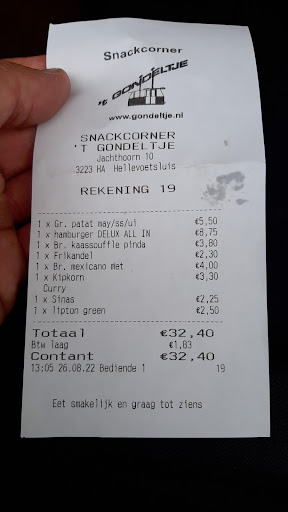 Snackcorner
't GONDELTJE
www.gondeltje.nl
SNACKCORNER
'T GONDELTJE
Jachthoorn 10
3223 HA Hellevoetsluis
REKENING 19
1 x Gr. patat may/ss/ui €5,50
1 x hamburger DELUX ALL IN €8,75
1 x Br. kaassouffle pinda €3,80
1 x Frikandel €2,30
1 x Br. mexicano met €4,00
1 x Kipkorn €3,30
Curry
1 x Sinas €2,25
1 x lipton green €2,50
Totaal €32,40
Btw laag €1,83
Contant €32,40
13:05 26.08.22 Bediende 1 19
Eet smakelijk en graag tot ziens